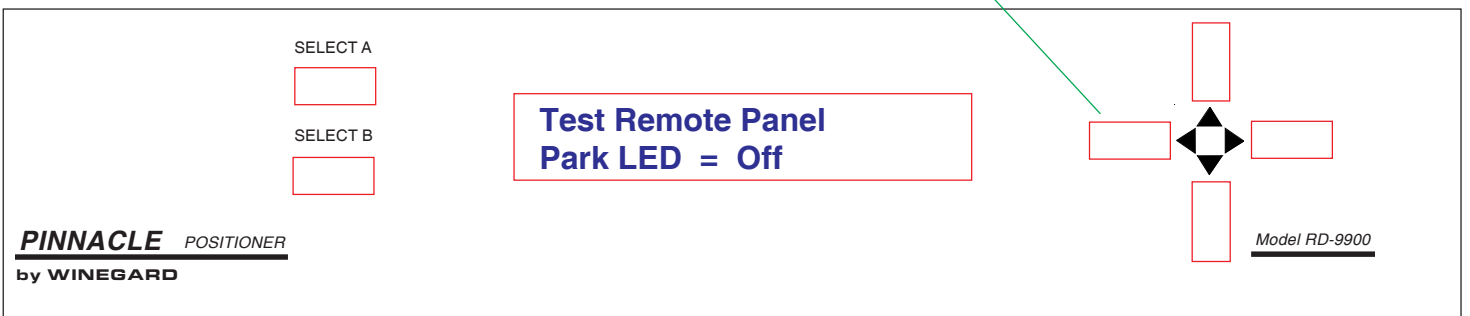 SELECT A
SELECT B
Test Remote Panel
Park LED = Off
PINNACLE POSITIONER
by WINEGARD
Model RD-9900